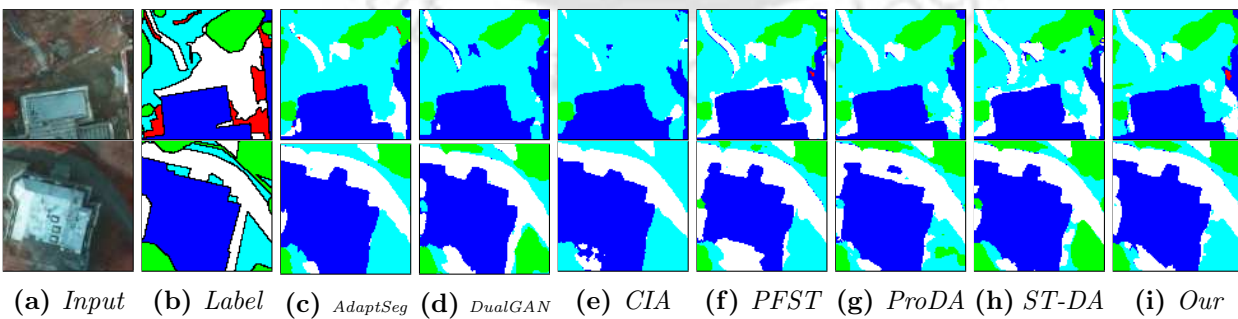 (a) Input (b) Label (c) AdaptSeg (d) DualGAN (e) CIA (f) PFST (g) ProDA (h) ST-DA (i) Our